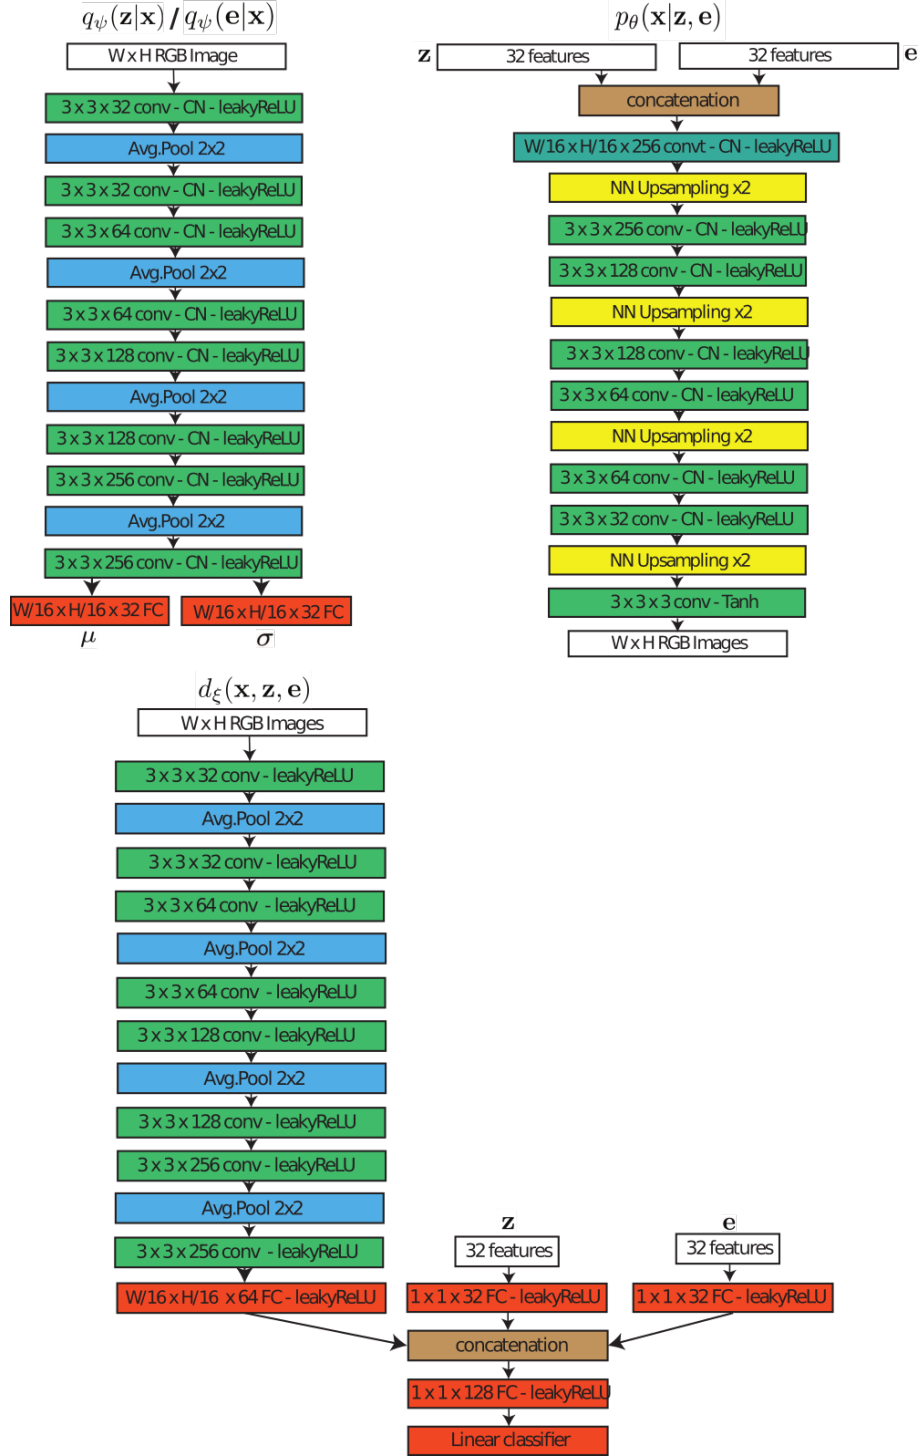 q_ψ(z|x) / q_ψ(e|x)
W x H RGB Image
3 x 3 x 32 conv - CN - leakyReLU
Avg.Pool 2x2
3 x 3 x 32 conv - CN - leakyReLU
3 x 3 x 64 conv - CN - leakyReLU
Avg.Pool 2x2
3 x 3 x 64 conv - CN - leakyReLU
3 x 3 x 128 conv - CN - leakyReLU
Avg.Pool 2x2
3 x 3 x 128 conv - CN - leakyReLU
3 x 3 x 256 conv - CN - leakyReLU
Avg.Pool 2x2
3 x 3 x 256 conv - CN - leakyReLU
W/16 x H/16 x 32 FC
W/16 x H/16 x 32 FC
μ
σ
p_θ(x|z, e)
z
32 features
32 features
e
concatenation
W/16 x H/16 x 256 convt - CN - leakyReLU
NN Upsampling x2
3 x 3 x 256 conv - CN - leakyReLU
3 x 3 x 128 conv - CN - leakyReLU
NN Upsampling x2
3 x 3 x 128 conv - CN - leakyReLU
3 x 3 x 64 conv - CN - leakyReLU
NN Upsampling x2
3 x 3 x 64 conv - CN - leakyReLU
3 x 3 x 32 conv - CN - leakyReLU
NN Upsampling x2
3 x 3 x 3 conv - Tanh
W x H RGB Images
d_ξ(x, z, e)
W x H RGB Images
3 x 3 x 32 conv - leakyReLU
Avg.Pool 2x2
3 x 3 x 32 conv - leakyReLU
3 x 3 x 64 conv - leakyReLU
Avg.Pool 2x2
3 x 3 x 64 conv - leakyReLU
3 x 3 x 128 conv - leakyReLU
Avg.Pool 2x2
3 x 3 x 128 conv - leakyReLU
3 x 3 x 256 conv - leakyReLU
Avg.Pool 2x2
3 x 3 x 256 conv - leakyReLU
W/16 x H/16 x 64 FC - leakyReLU
z
32 features
1 x 1 x 32 FC - leakyReLU
e
32 features
1 x 1 x 32 FC - leakyReLU
concatenation
1 x 1 x 128 FC - leakyReLU
Linear classifier